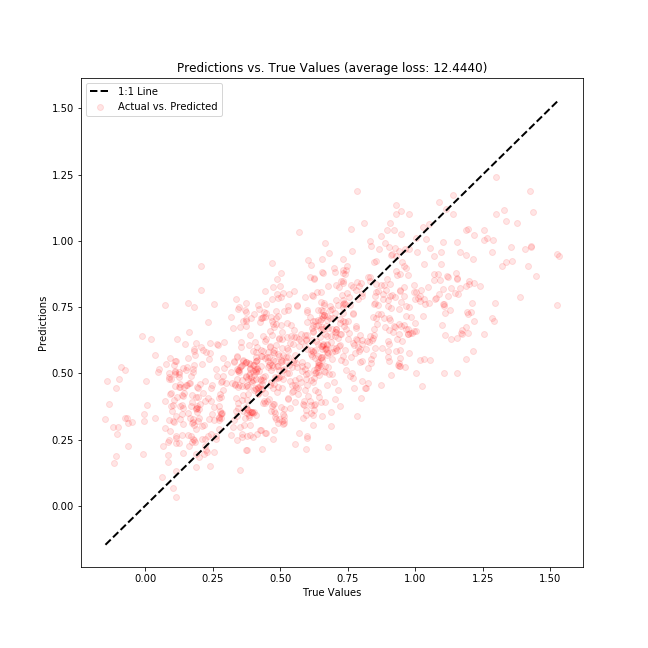 Predictions vs. True Values (average loss: 12.4440)
1:1 Line
Actual vs. Predicted
1.50
1.25
1.00
0.75
0.50
0.25
0.00
Predictions
0.00 0.25 0.50 0.75 1.00 1.25 1.50
True Values